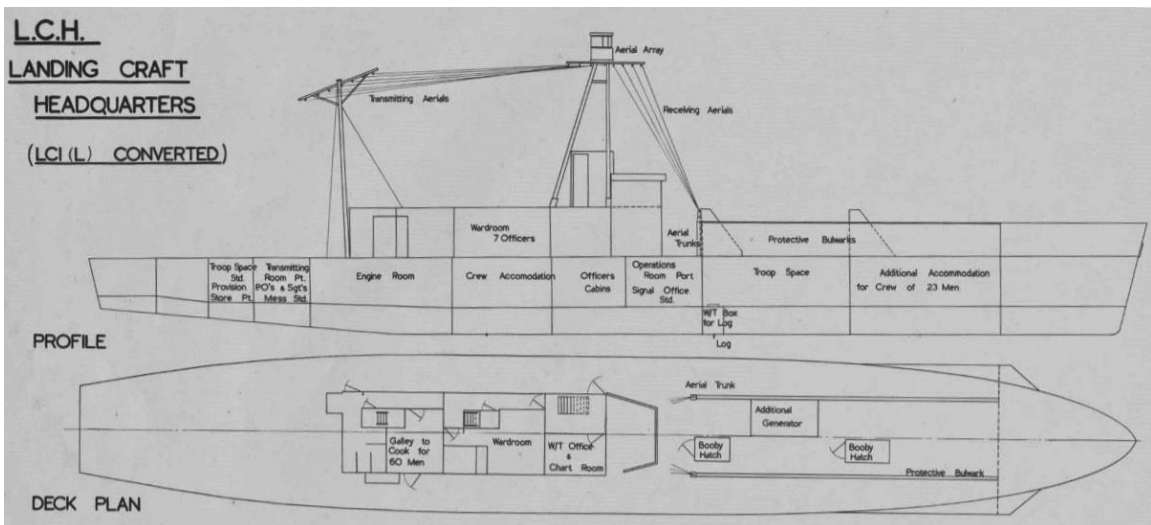 L.C.H.
LANDING CRAFT
HEADQUARTERS
(LCI(L) CONVERTED)
Aerial Array
Transmitting Aerials
Receiving Aerials
Wardroom
7 Officers
Aerial
Trunks
Protective Bulwarks
Troop Space
Std.
Provision
Store Pt.
Transmitting
Room Pt.
PO's & Sgt's
Mess Std.
Engine Room
Crew Accomodation
Officers
Cabins
Operations
Room Port
Signal Office
Std.
Troop Space
Additional Accommodation
for Crew of 23 Men
W/T Box
for Log
Log
PROFILE
Aerial Trunk
Additional
Generator
Galley to
Cook for
60 Men
Wardroom
W/T Office
&
Chart Room
Booby
Hatch
Booby
Hatch
Protective Bulwark
DECK PLAN